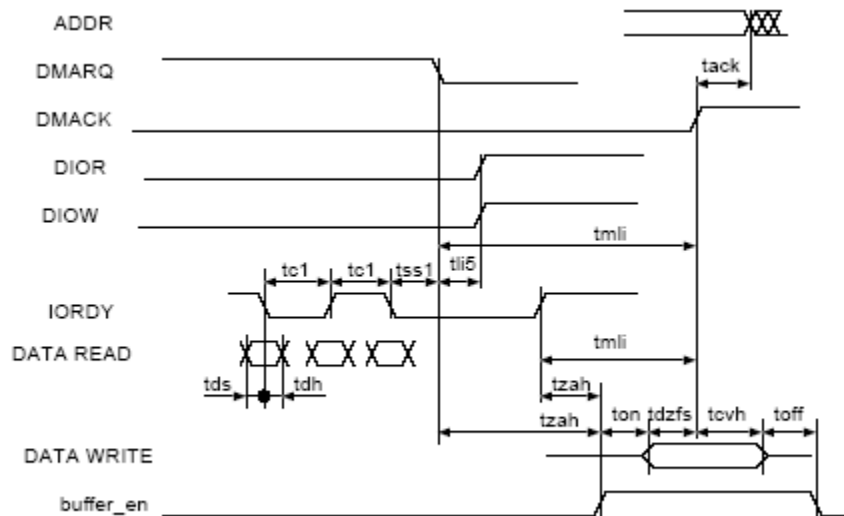 ADDR
DMARQ
tack
DMACK
DIOR
DIOW
tmli
tc1 tc1 tss1 tli5
IORDY
DATA READ
tmli
tds tdh
tzah
tzah ton tdzfs tcvh toff
DATA WRITE
buffer_en